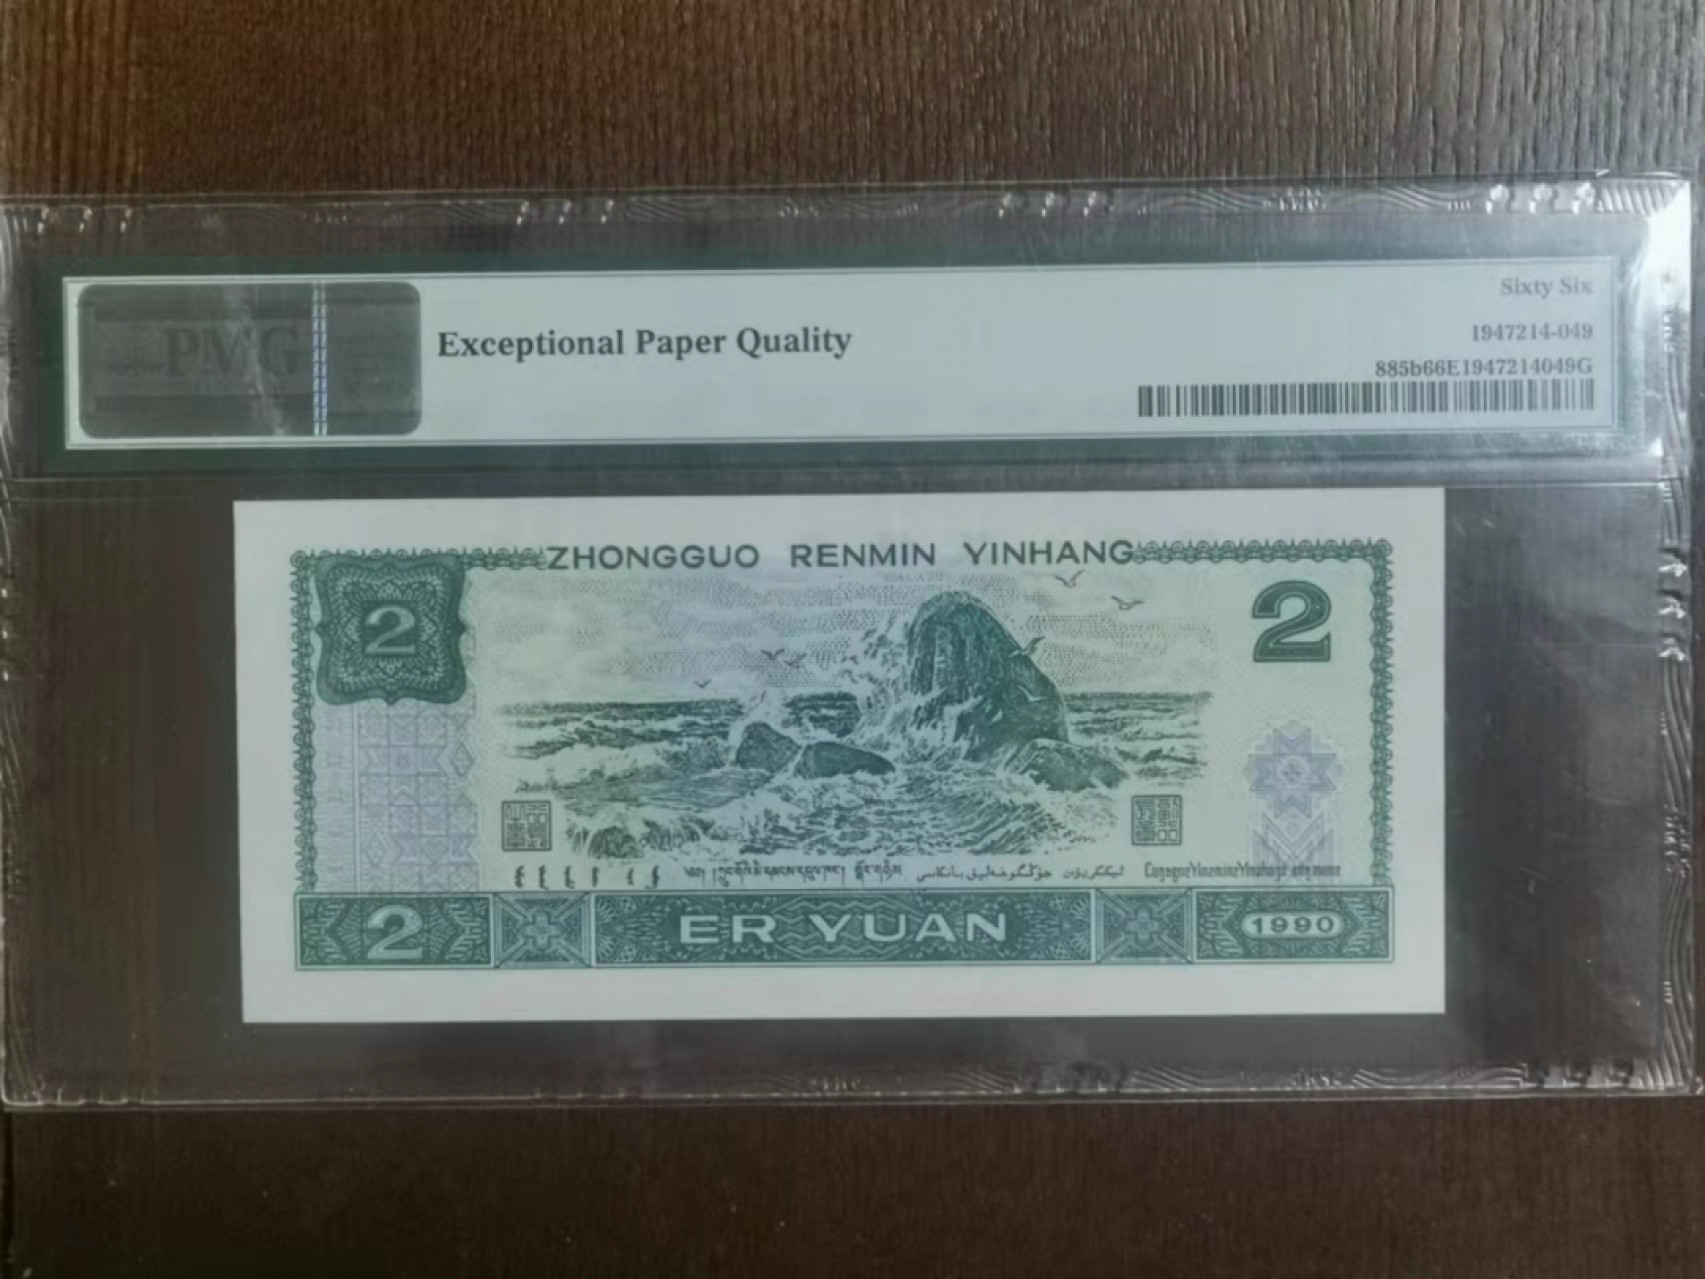 Sixty Six
PMG
Exceptional Paper Quality
1947214-049
885b66E1947214049G
ZHONGGUO RENMIN YINHANG
2
2
2
ER YUAN
1990